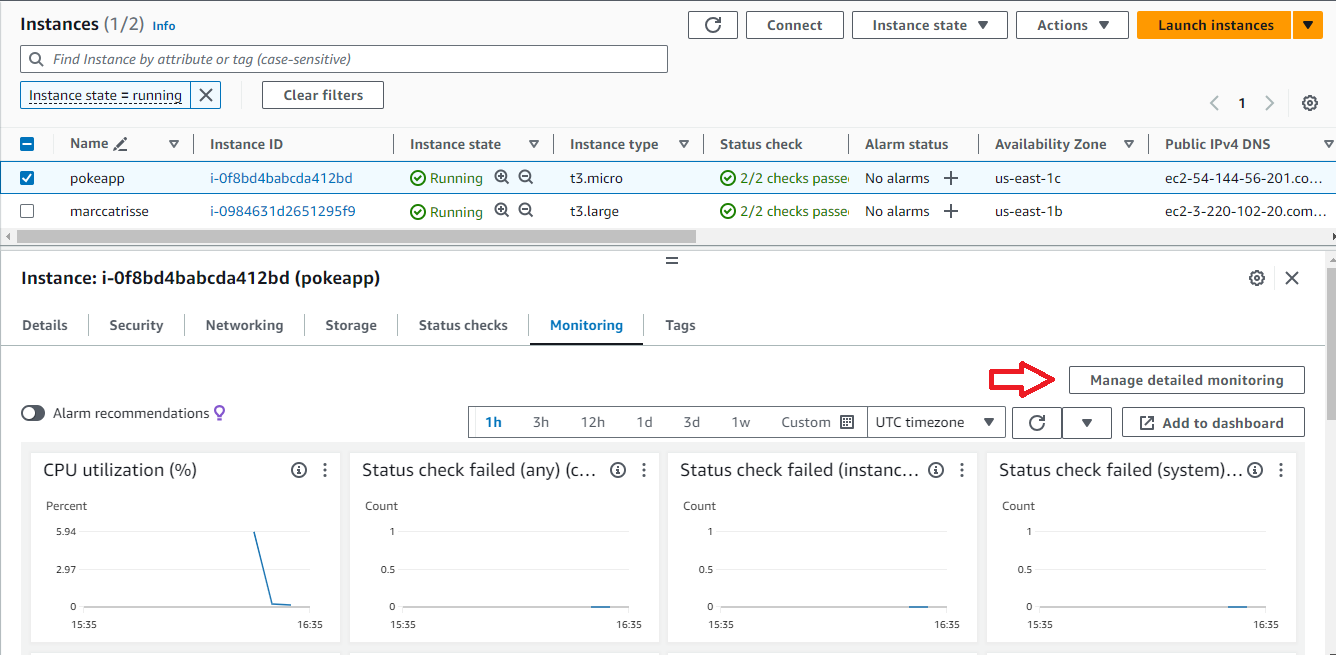 Instances (1/2) Info
Connect
Instance state
Actions
Launch instances
Find Instance by attribute or tag (case-sensitive)
Instance state = running
Clear filters
1
Name Instance ID Instance state Instance type Status check Alarm status Availability Zone Public IPv4 DNS
pokeapp i-0f8bd4babcda412bd Running t3.micro 2/2 checks passe No alarms us-east-1c ec2-54-144-56-201.co...
marccatrisse i-0984631d2651295f9 Running t3.large 2/2 checks passe No alarms us-east-1b ec2-3-220-102-20.com...
Instance: i-0f8bd4babcda412bd (pokeapp)
Details Security Networking Storage Status checks Monitoring Tags
Manage detailed monitoring
Alarm recommendations
1h 3h 12h 1d 3d 1w Custom UTC timezone
Add to dashboard
CPU utilization (%)
Percent
5.94
2.97
0
15:35 16:35
Status check failed (any) (c...
Count
1
0.5
0
15:35 16:35
Status check failed (instanc...
Count
1
0.5
0
15:35 16:35
Status check failed (system)...
Count
1
0.5
0
15:35 16:35